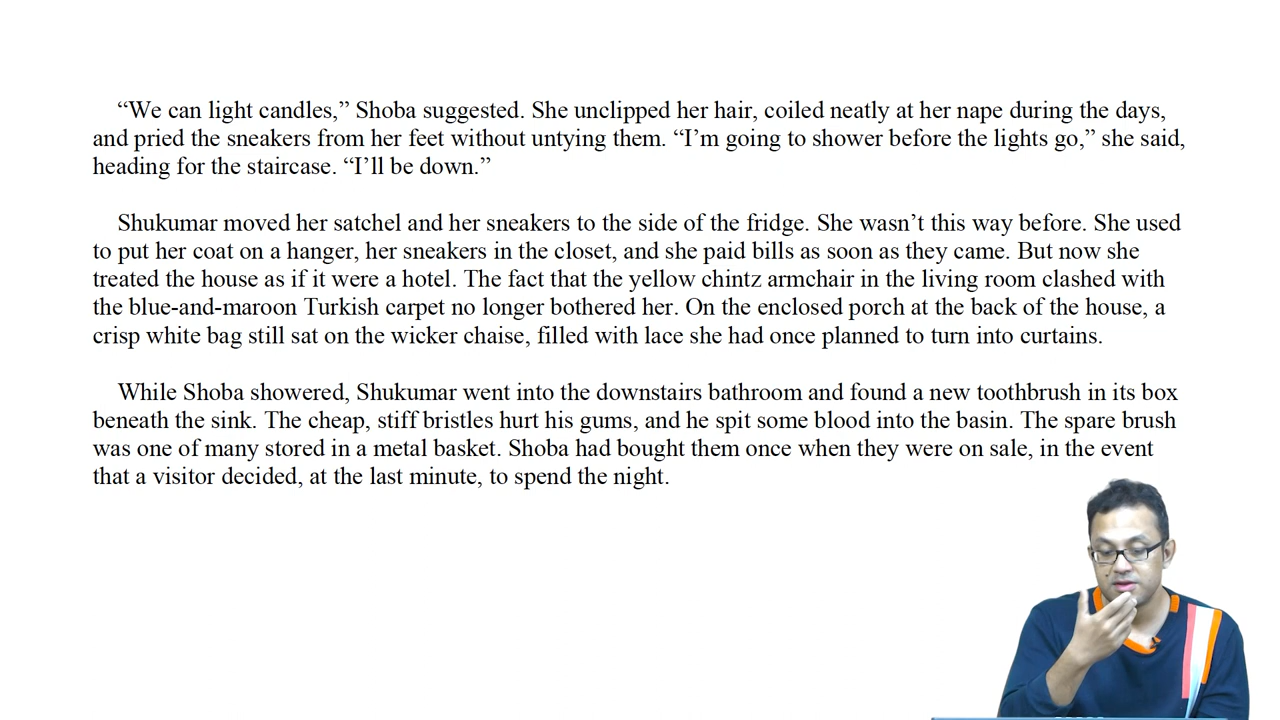 “We can light candles,” Shoba suggested. She unclipped her hair, coiled neatly at her nape during the days,
and pried the sneakers from her feet without untying them. “I’m going to shower before the lights go,” she said,
heading for the staircase. “I’ll be down.”
Shukumar moved her satchel and her sneakers to the side of the fridge. She wasn’t this way before. She used
to put her coat on a hanger, her sneakers in the closet, and she paid bills as soon as they came. But now she
treated the house as if it were a hotel. The fact that the yellow chintz armchair in the living room clashed with
the blue-and-maroon Turkish carpet no longer bothered her. On the enclosed porch at the back of the house, a
crisp white bag still sat on the wicker chaise, filled with lace she had once planned to turn into curtains.
While Shoba showered, Shukumar went into the downstairs bathroom and found a new toothbrush in its box
beneath the sink. The cheap, stiff bristles hurt his gums, and he spit some blood into the basin. The spare brush
was one of many stored in a metal basket. Shoba had bought them once when they were on sale, in the event
that a visitor decided, at the last minute, to spend the night.